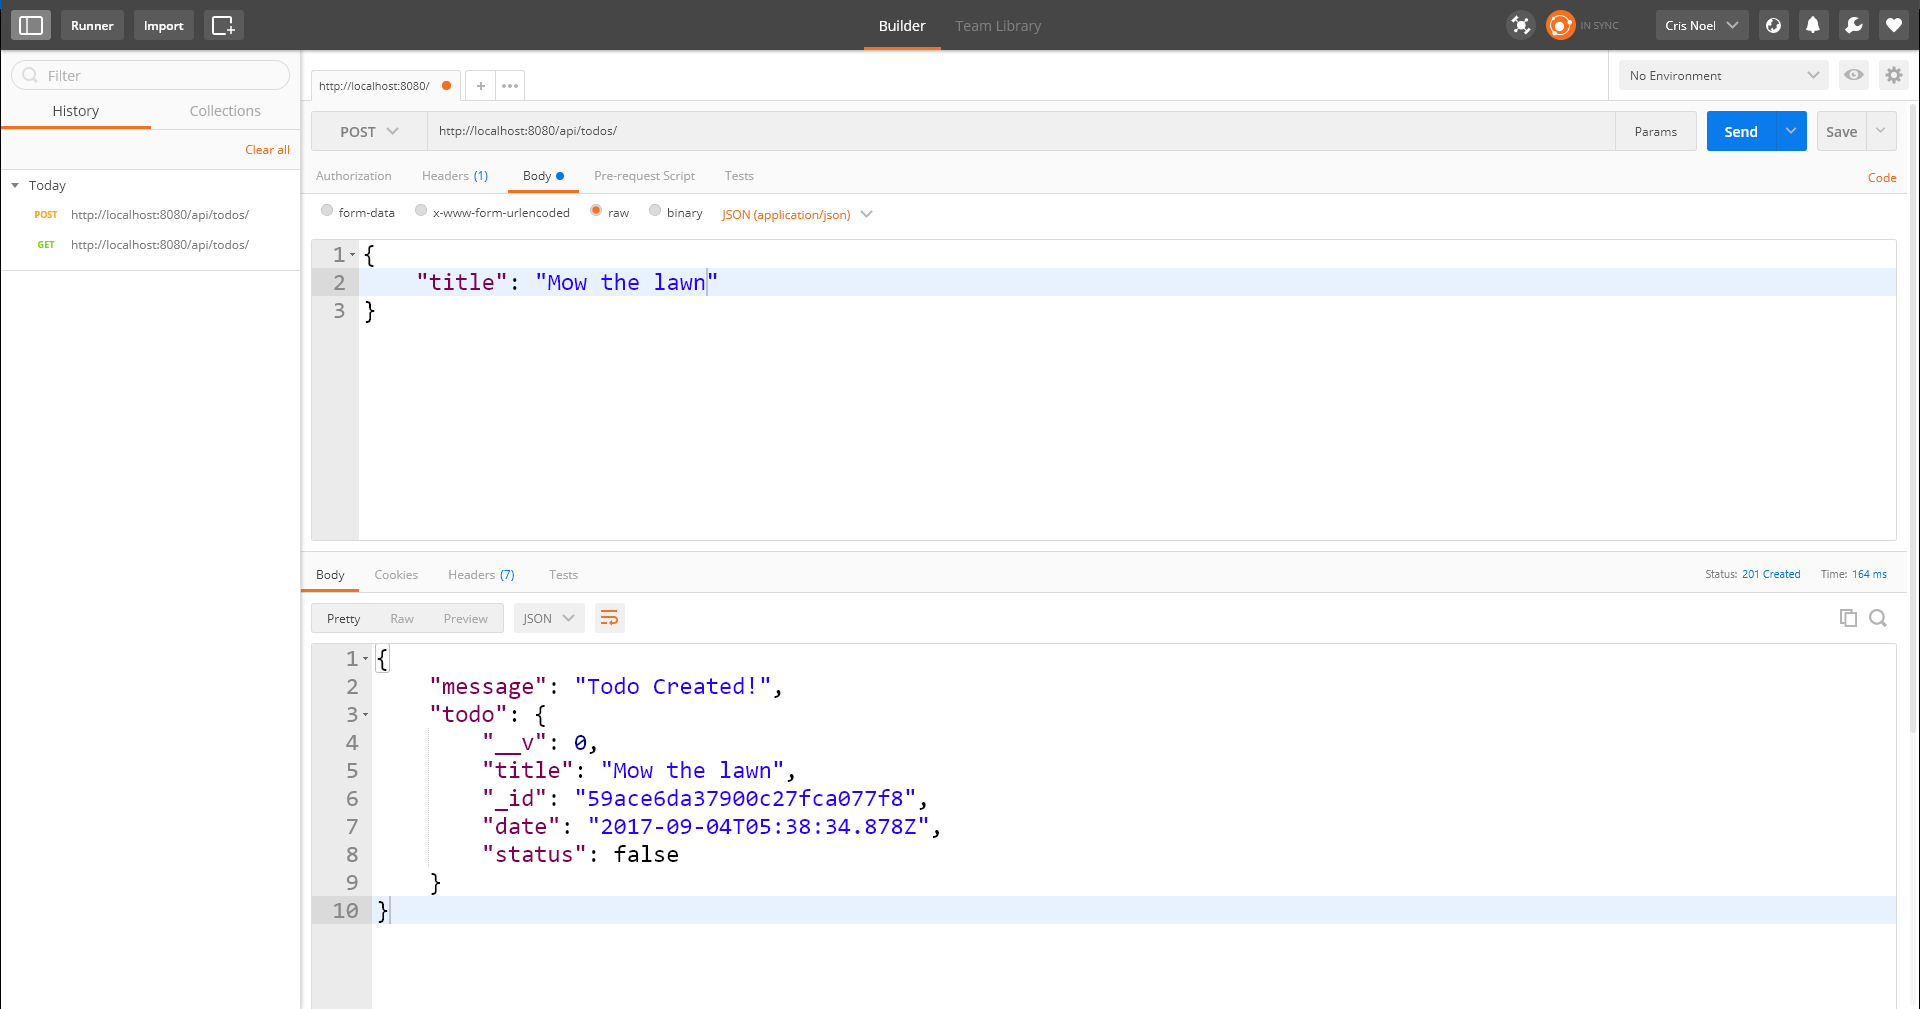 Runner Import Builder Team Library IN SYNC Cris Noel
Filter
History Collections
Clear all
Today
POST http://localhost:8080/api/todos/
GET http://localhost:8080/api/todos/
http://localhost:8080/ + ••• No Environment
POST http://localhost:8080/api/todos/ Params Send Save
Authorization Headers (1) Body Pre-request Script Tests Code
form-data x-www-form-urlencoded raw binary JSON (application/json)
1 {
2 "title": "Mow the lawn"
3 }
Body Cookies Headers (7) Tests Status: 201 Created Time: 164 ms
Pretty Raw Preview JSON
1 {
2 "message": "Todo Created!",
3 "todo": {
4 "__v": 0,
5 "title": "Mow the lawn",
6 "_id": "59ace6da37900c27fca077f8",
7 "date": "2017-09-04T05:38:34.878Z",
8 "status": false
9 }
10 }